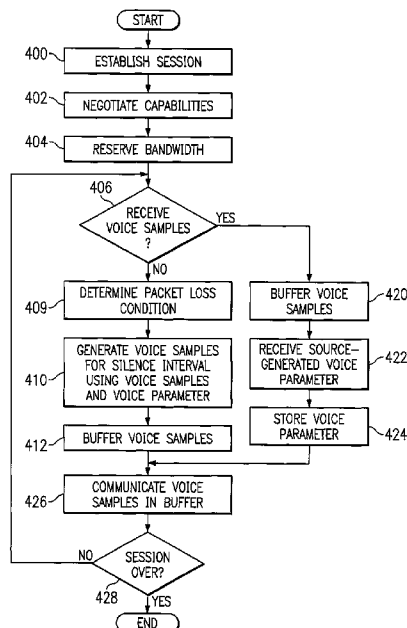 START
400
ESTABLISH SESSION
402
NEGOTIATE CAPABILITIES
404
RESERVE BANDWIDTH
406
RECEIVE
VOICE SAMPLES
?
YES
NO
409
DETERMINE PACKET LOSS
CONDITION
BUFFER VOICE
SAMPLES
420
410
GENERATE VOICE SAMPLES
FOR SILENCE INTERVAL
USING VOICE SAMPLES
AND VOICE PARAMETER
RECEIVE SOURCE-
GENERATED VOICE
PARAMETER
422
412
BUFFER VOICE SAMPLES
STORE VOICE
PARAMETER
424
426
COMMUNICATE VOICE
SAMPLES IN BUFFER
NO
SESSION
OVER?
428
YES
END